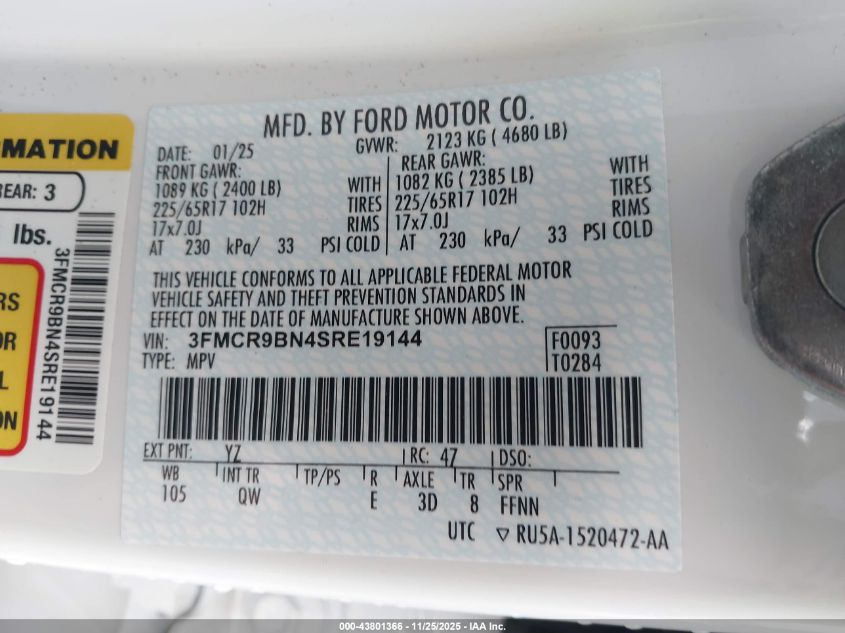 RMATION
REAR: 3
lbs.
3FMCR9BN4SRE19144
RS
OR
L
ON
MFD. BY FORD MOTOR CO.
DATE: 01/25 GVWR: 2123 KG ( 4680 LB)
FRONT GAWR: REAR GAWR:
1089 KG ( 2400 LB) WITH 1082 KG ( 2385 LB) WITH
225/65R17 102H TIRES 225/65R17 102H TIRES
17x7.0J RIMS 17x7.0J RIMS
AT 230 kPa/ 33 PSI COLD AT 230 kPa/ 33 PSI COLD
THIS VEHICLE CONFORMS TO ALL APPLICABLE FEDERAL MOTOR
VEHICLE SAFETY AND THEFT PREVENTION STANDARDS IN
EFFECT ON THE DATE OF MANUFACTURE SHOWN ABOVE.
VIN: 3FMCR9BN4SRE19144 F0093
TYPE: MPV T0284
EXT PNT: YZ RC: 47 DSO:
WB INT TR TP/PS R AXLE TR SPR
105 QW E 3D 8 FFNN
UTC ▽ RU5A-1520472-AA
000-43801366 - 11/25/2025 - © IAA Inc.